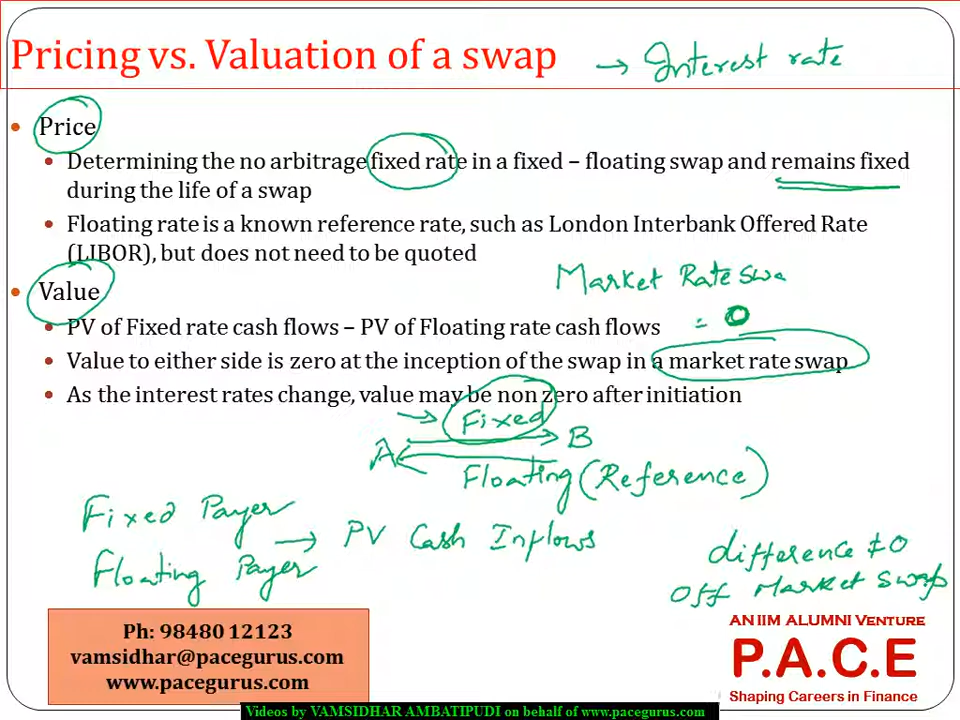 Pricing vs. Valuation of a swap → Interest rate
• Price
• Determining the no arbitrage fixed rate in a fixed – floating swap and remains fixed
during the life of a swap
• Floating rate is a known reference rate, such as London Interbank Offered Rate
(LIBOR), but does not need to be quoted
Market Rate Swa
• Value
• PV of Fixed rate cash flows – PV of Floating rate cash flows = 0
• Value to either side is zero at the inception of the swap in a market rate swap
• As the interest rates change, value may be non zero after initiation
→ Fixed
A B
Floating (Reference)
Fixed Payer
Floating Payer → PV Cash Inflows
difference ≠ 0
Off Market Swap
Ph: 98480 12123
vamsidhar@pacegurus.com
www.pacegurus.com
AN IIM ALUMNI VENTURE
P.A.C.E
Shaping Careers in Finance
Videos by VAMSIDHAR AMBATIPUDI on behalf of www.pacegurus.com